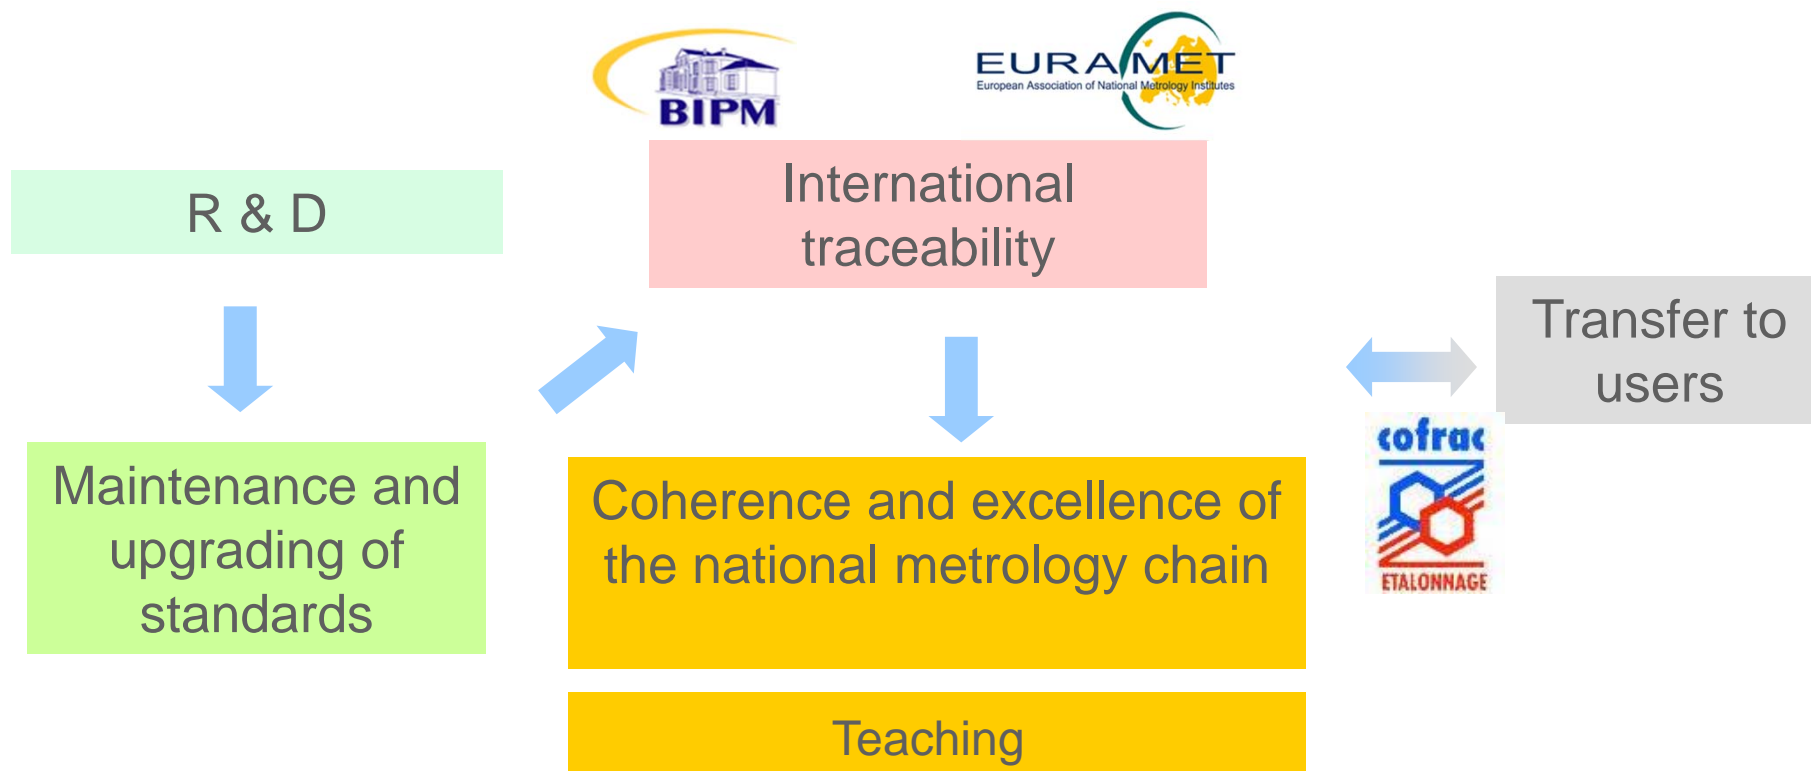 BIPM
EURAMET
European Association of National Metrology Institutes
R & D
International
traceability
Transfer to
users
Maintenance and
upgrading of
standards
Coherence and excellence of
the national metrology chain
cofrac
ETALONNAGE
Teaching